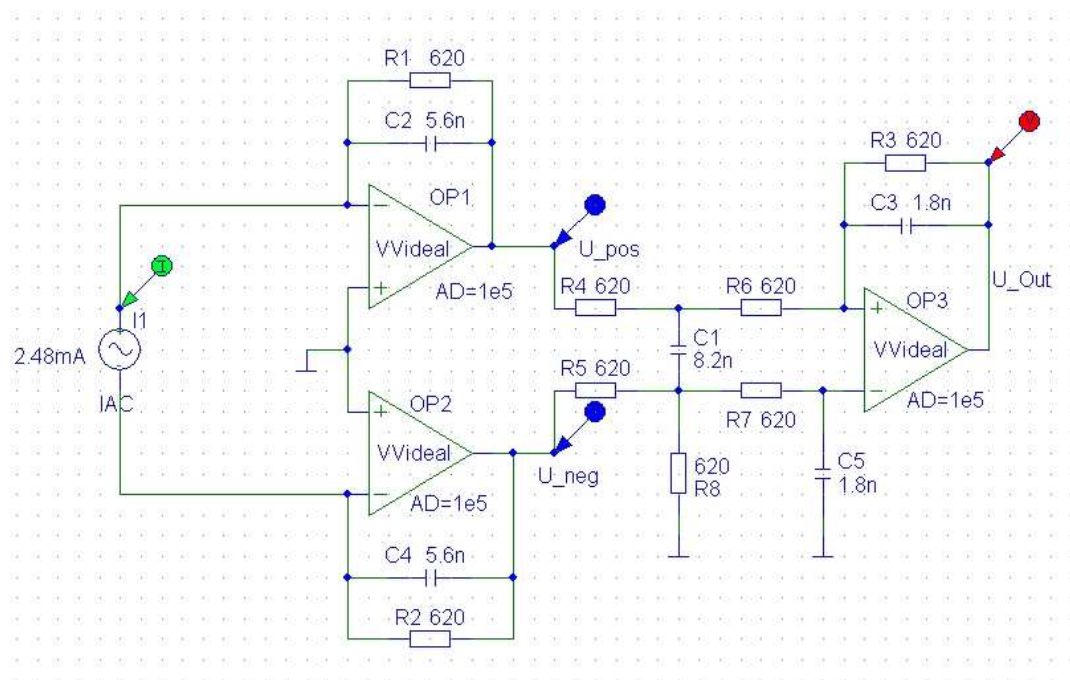 R1 620
C2 5.6n
OP1
VVideal
AD=1e5
U_pos
I
I1
2.48mA
IAC
R4 620
R6 620
C1
8.2n
R5 620
R7 620
R3 620
C3 1.8n
V
U_Out
OP3
VVideal
AD=1e5
OP2
VVideal
AD=1e5
U_neg
620
R8
C5
1.8n
C4 5.6n
R2 620